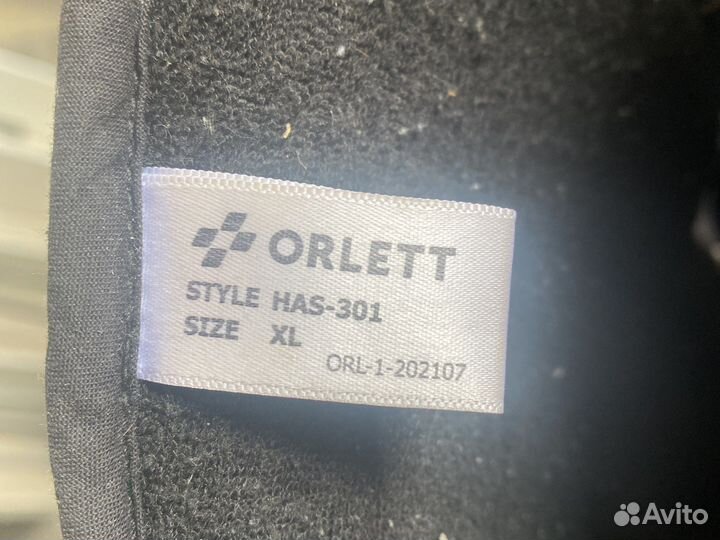 ORLETT
STYLE HAS-301
SIZE XL
ORL-1-202107
Avito